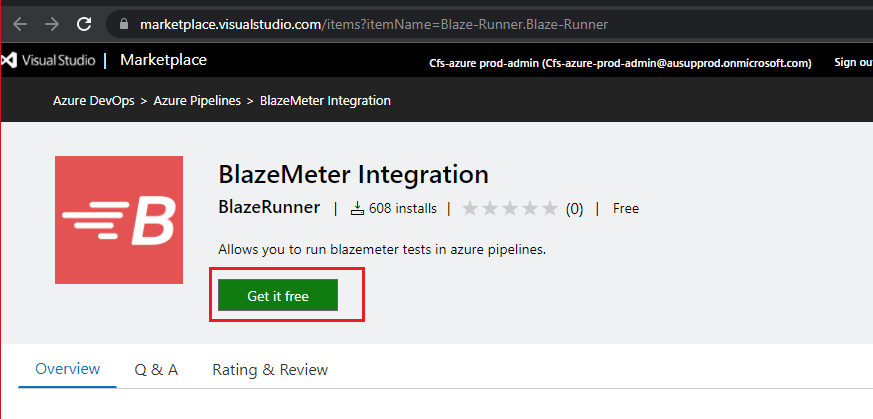 marketplace.visualstudio.com/items?itemName=Blaze-Runner.Blaze-Runner
Visual Studio | Marketplace Cfs-azure prod-admin (Cfs-azure-prod-admin@ausupprod.onmicrosoft.com) Sign ou
Azure DevOps > Azure Pipelines > BlazeMeter Integration
B
BlazeMeter Integration
BlazeRunner | 608 installs | (0) | Free
Allows you to run blazemeter tests in azure pipelines.
Get it free
Overview Q & A Rating & Review